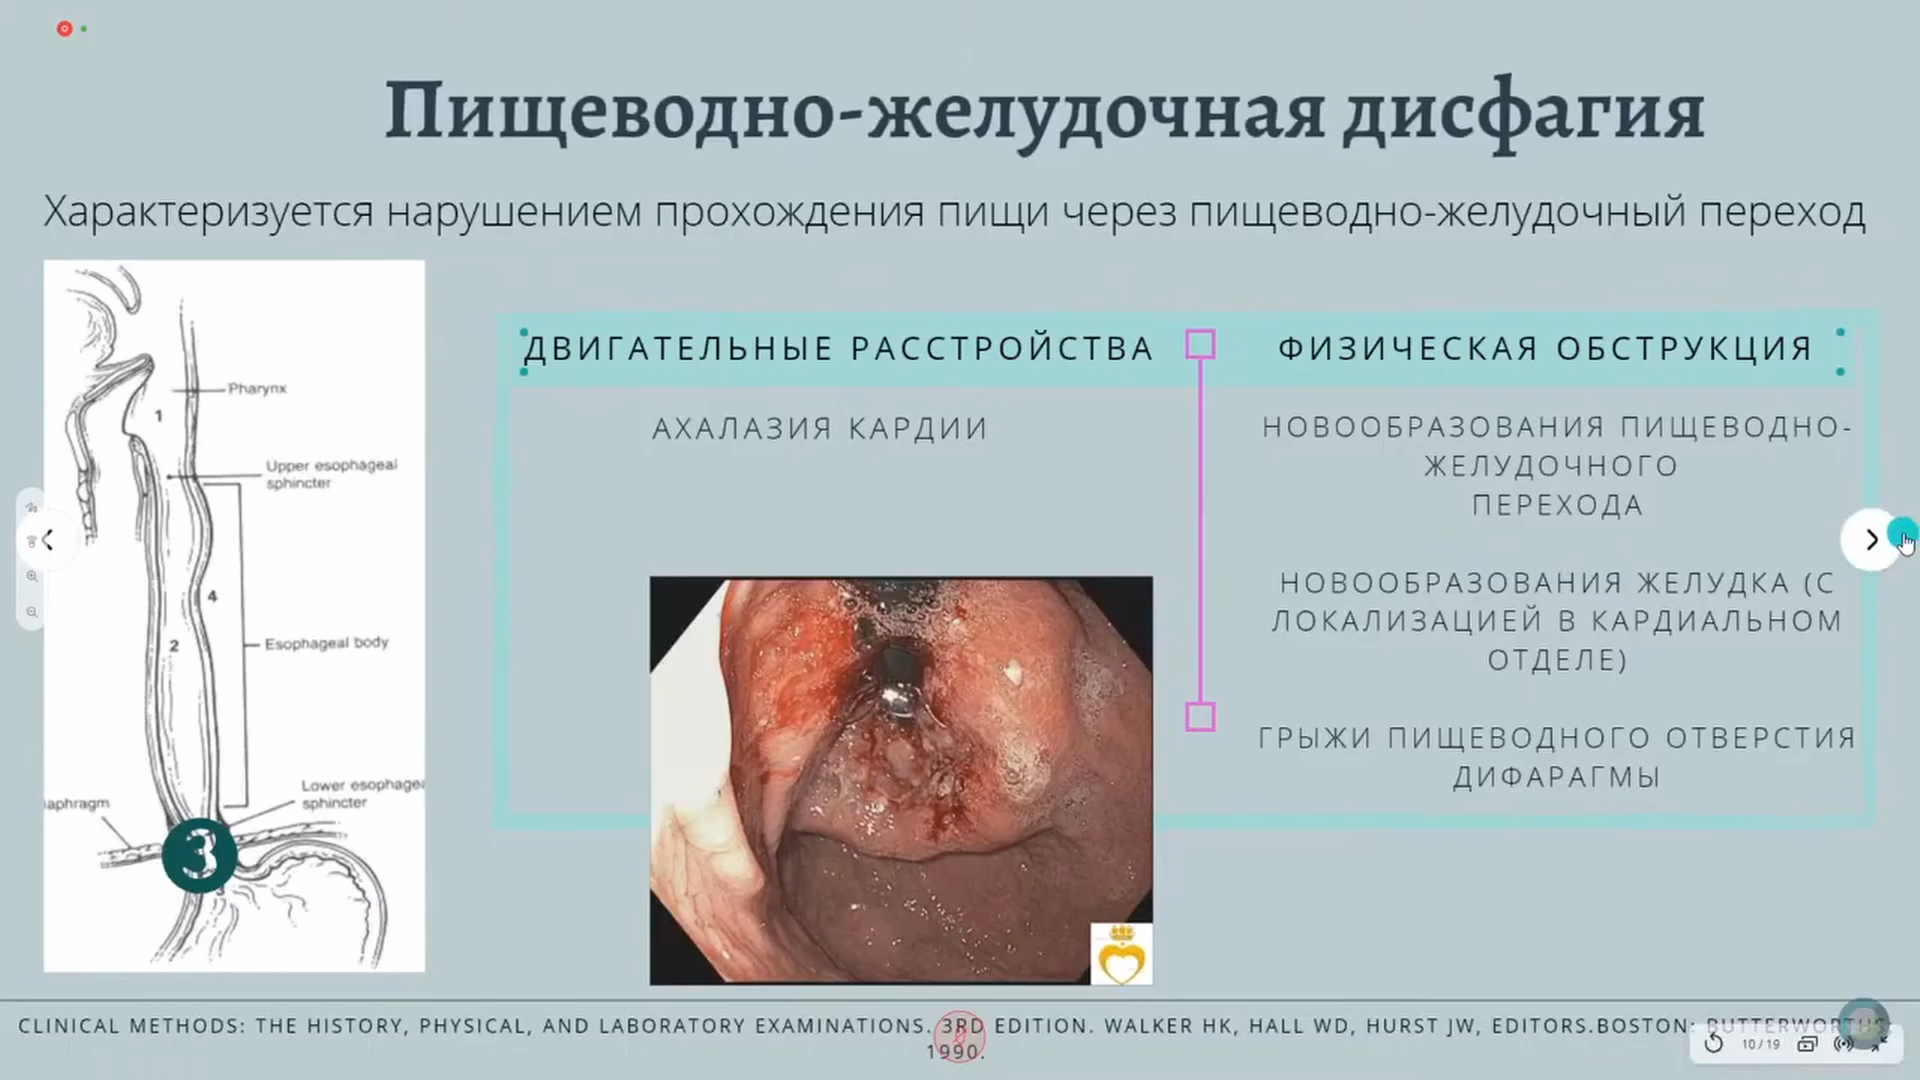 Пищеводно-желудочная дисфагия
Характеризуется нарушением прохождения пищи через пищеводно-желудочный переход
Pharynx
1
Upper esophageal
sphincter
4
2
Esophageal body
Lower esophagea
sphincter
iaphragm
3
ДВИГАТЕЛЬНЫЕ РАССТРОЙСТВА
АХАЛАЗИЯ КАРДИИ
ФИЗИЧЕСКАЯ ОБСТРУКЦИЯ
НОВООБРАЗОВАНИЯ ПИЩЕВОДНО-
ЖЕЛУДОЧНОГО
ПЕРЕХОДА
НОВООБРАЗОВАНИЯ ЖЕЛУДКА (С
ЛОКАЛИЗАЦИЕЙ В КАРДИАЛЬНОМ
ОТДЕЛЕ)
ГРЫЖИ ПИЩЕВОДНОГО ОТВЕРСТИЯ
ДИФАРАГМЫ
CLINICAL METHODS: THE HISTORY, PHYSICAL, AND LABORATORY EXAMINATIONS. 3RD EDITION. WALKER HK, HALL WD, HURST JW, EDITORS.BOSTON: BUTTERWORTHS;
1990.
10/19